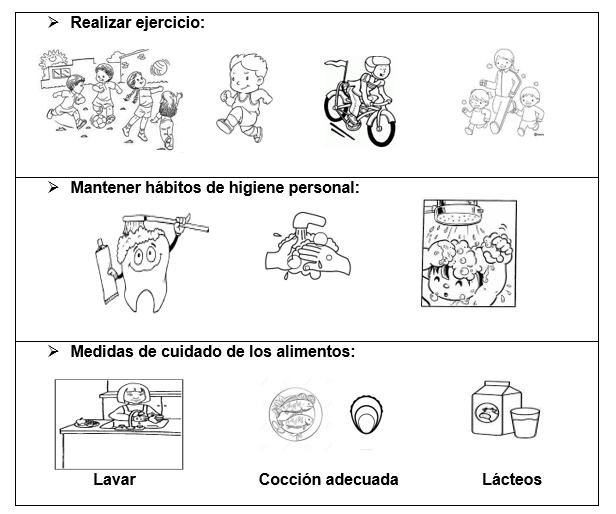 ➢ Realizar ejercicio:
➢ Mantener hábitos de higiene personal:
➢ Medidas de cuidado de los alimentos:
Lavar Cocción adecuada Lácteos